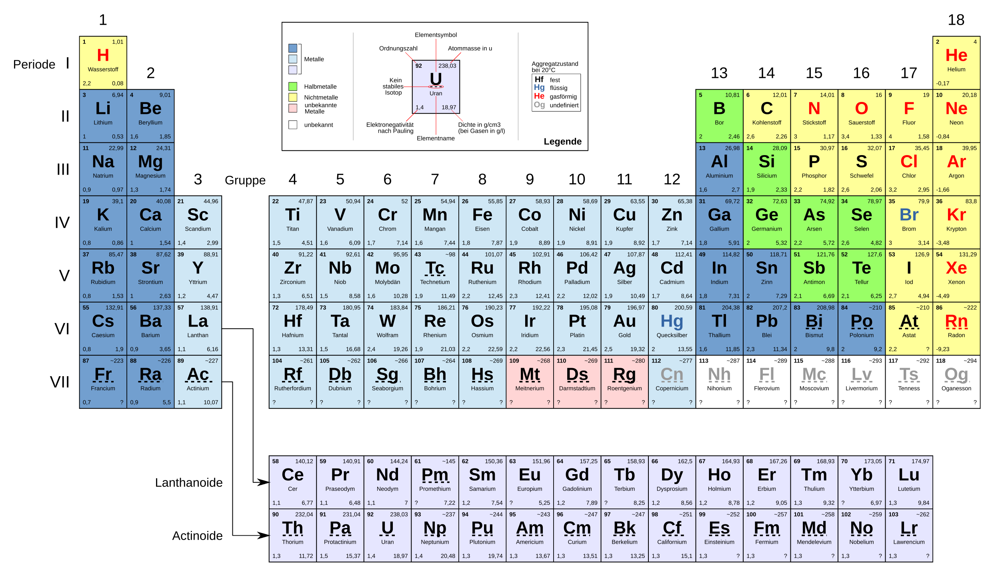 1
18
1 1,01
H
Wasserstoff
2,2 0,08
2 4
He
Helium
-0,17
Periode I
2
13 14 15 16 17
Elementsymbol
Ordnungszahl
Atommasse in u
92 238,03
U
Uran
1,4 18,97
Kein
stabiles
Isotop
Elektronegativität
nach Pauling
Dichte in g/cm3
(bei Gasen in g/l)
Elementname
Metalle
Halbmetalle
Nichtmetalle
unbekannte
Metalle
unbekannt
Aggregatzustand
bei 20°C
Hf fest
Hg flüssig
He gasförmig
Og undefiniert
Legende
II
3 6,94 4 9,01 5 10,81 6 12,01 7 14,01 8 16 9 19 10 20,18
Li Be B C N O F Ne
Lithium Beryllium Bor Kohlenstoff Stickstoff Sauerstoff Fluor Neon
1 0,53 1,6 1,85 2 2,46 2,6 2,26 3 1,17 3,4 1,33 4 1,58 -0,84
III
11 22,99 12 24,31 13 26,98 14 28,09 15 30,97 16 32,07 17 35,45 18 39,95
Na Mg Al Si P S Cl Ar
Natrium Magnesium Aluminium Silicium Phosphor Schwefel Chlor Argon
0,9 0,97 1,3 1,74 1,6 2,7 1,9 2,33 2,2 1,82 2,6 2,06 3,2 2,95 -1,66
3 Gruppe 4 5 6 7 8 9 10 11 12
IV
19 39,1 20 40,08 21 44,96 22 47,87 23 50,94 24 52 25 54,94 26 55,85 27 58,93 28 58,69 29 63,55 30 65,38 31 69,72 32 72,63 33 74,92 34 78,97 35 79,9 36 83,8
K Ca Sc Ti V Cr Mn Fe Co Ni Cu Zn Ga Ge As Se Br Kr
Kalium Calcium Scandium Titan Vanadium Chrom Mangan Eisen Cobalt Nickel Kupfer Zink Gallium Germanium Arsen Selen Brom Krypton
0,8 0,86 1 1,54 1,4 2,99 1,5 4,51 1,6 6,09 1,7 7,14 1,6 7,44 1,8 7,87 1,9 8,89 1,9 8,91 1,9 8,92 1,7 7,14 1,8 5,91 2 5,32 2,2 5,72 2,6 4,82 3 3,14 -3,48
V
37 85,47 38 87,62 39 88,91 40 91,22 41 92,61 42 95,95 43 ~98 44 101,07 45 102,91 46 106,42 47 107,87 48 112,41 49 114,82 50 118,71 51 121,76 52 127,6 53 126,9 54 131,29
Rb Sr Y Zr Nb Mo Tc Ru Rh Pd Ag Cd In Sn Sb Te I Xe
Rubidium Strontium Yttrium Zirconium Niob Molybdän Technetium Ruthenium Rhodium Palladium Silber Cadmium Indium Zinn Antimon Tellur Iod Xenon
0,8 1,53 1 2,63 1,2 4,47 1,3 6,51 1,5 8,58 1,6 10,28 1,9 11,49 2,2 12,45 2,3 12,41 2,2 12,02 1,9 10,49 1,7 8,64 1,8 7,31 2 7,29 2,1 6,69 2,1 6,25 2,7 4,94 -4,49
VI
55 132,91 56 137,33 57 138,91 72 178,49 73 180,95 74 183,84 75 186,21 76 190,23 77 192,22 78 195,08 79 196,97 80 200,59 81 204,38 82 207,2 83 208,98 84 ~210 85 ~210 86 ~222
Cs Ba La Hf Ta W Re Os Ir Pt Au Hg Tl Pb Bi Po At Rn
Caesium Barium Lanthan Hafnium Tantal Wolfram Rhenium Osmium Iridium Platin Gold Quecksilber Thallium Blei Bismut Polonium Astat Radon
0,8 1,9 0,9 3,65 1,1 6,16 1,3 13,31 1,5 16,68 2,4 19,26 1,9 21,03 2,2 22,59 2,2 22,56 2,3 21,45 2,5 19,32 2 13,55 1,6 11,85 2,3 11,34 2 9,8 2 9,2 2,2 ? -9,23
VII
87 ~223 88 ~226 89 ~227 104 ~261 105 ~262 106 ~266 107 ~264 108 ~269 109 ~268 110 ~269 111 ~280 112 ~277 113 ~287 114 ~289 115 ~288 116 ~293 117 ~292 118 ~294
Fr Ra Ac Rf Db Sg Bh Hs Mt Ds Rg Cn Nh Fl Mc Lv Ts Og
Francium Radium Actinium Rutherfordium Dubnium Seaborgium Bohrium Hassium Meitnerium Darmstadtium Roentgenium Copernicium Nihonium Flerovium Moscovium Livermorium Tenness Oganesson
0,7 ? 0,9 5,5 1,1 10,07 ? ? ? ? ? ? ? ? ? ? ? ? ? ? ? ? ? ? ? ? ? ? ? ? ? ? ? ? ? ?
Lanthanoide
58 140,12 59 140,91 60 144,24 61 ~145 62 150,36 63 151,96 64 157,25 65 158,93 66 162,5 67 164,93 68 167,26 69 168,93 70 173,05 71 174,97
Ce Pr Nd Pm Sm Eu Gd Tb Dy Ho Er Tm Yb Lu
Cer Praseodym Neodym Promethium Samarium Europium Gadolinium Terbium Dysprosium Holmium Erbium Thulium Ytterbium Lutetium
1,1 6,77 1,1 6,48 1,1 7 ? 7,22 1,2 7,54 ? 5,25 1,2 7,89 ? 8,25 1,2 8,56 1,2 8,78 1,2 9,05 1,3 9,32 ? 6,97 1,3 9,84
Actinoide
90 232,04 91 231,04 92 238,03 93 ~237 94 ~244 95 ~243 96 ~247 97 ~247 98 ~251 99 ~252 100 ~257 101 ~258 102 ~259 103 ~262
Th Pa U Np Pu Am Cm Bk Cf Es Fm Md No Lr
Thorium Protactinium Uran Neptunium Plutonium Americium Curium Berkelium Californium Einsteinium Fermium Mendelevium Nobelium Lawrencium
1,3 11,72 1,5 15,37 1,4 18,97 1,4 20,48 1,3 19,74 1,3 13,67 1,3 13,51 1,3 13,25 1,3 15,1 1,3 ? 1,3 ? 1,3 ? 1,3 ? 1,3 ?